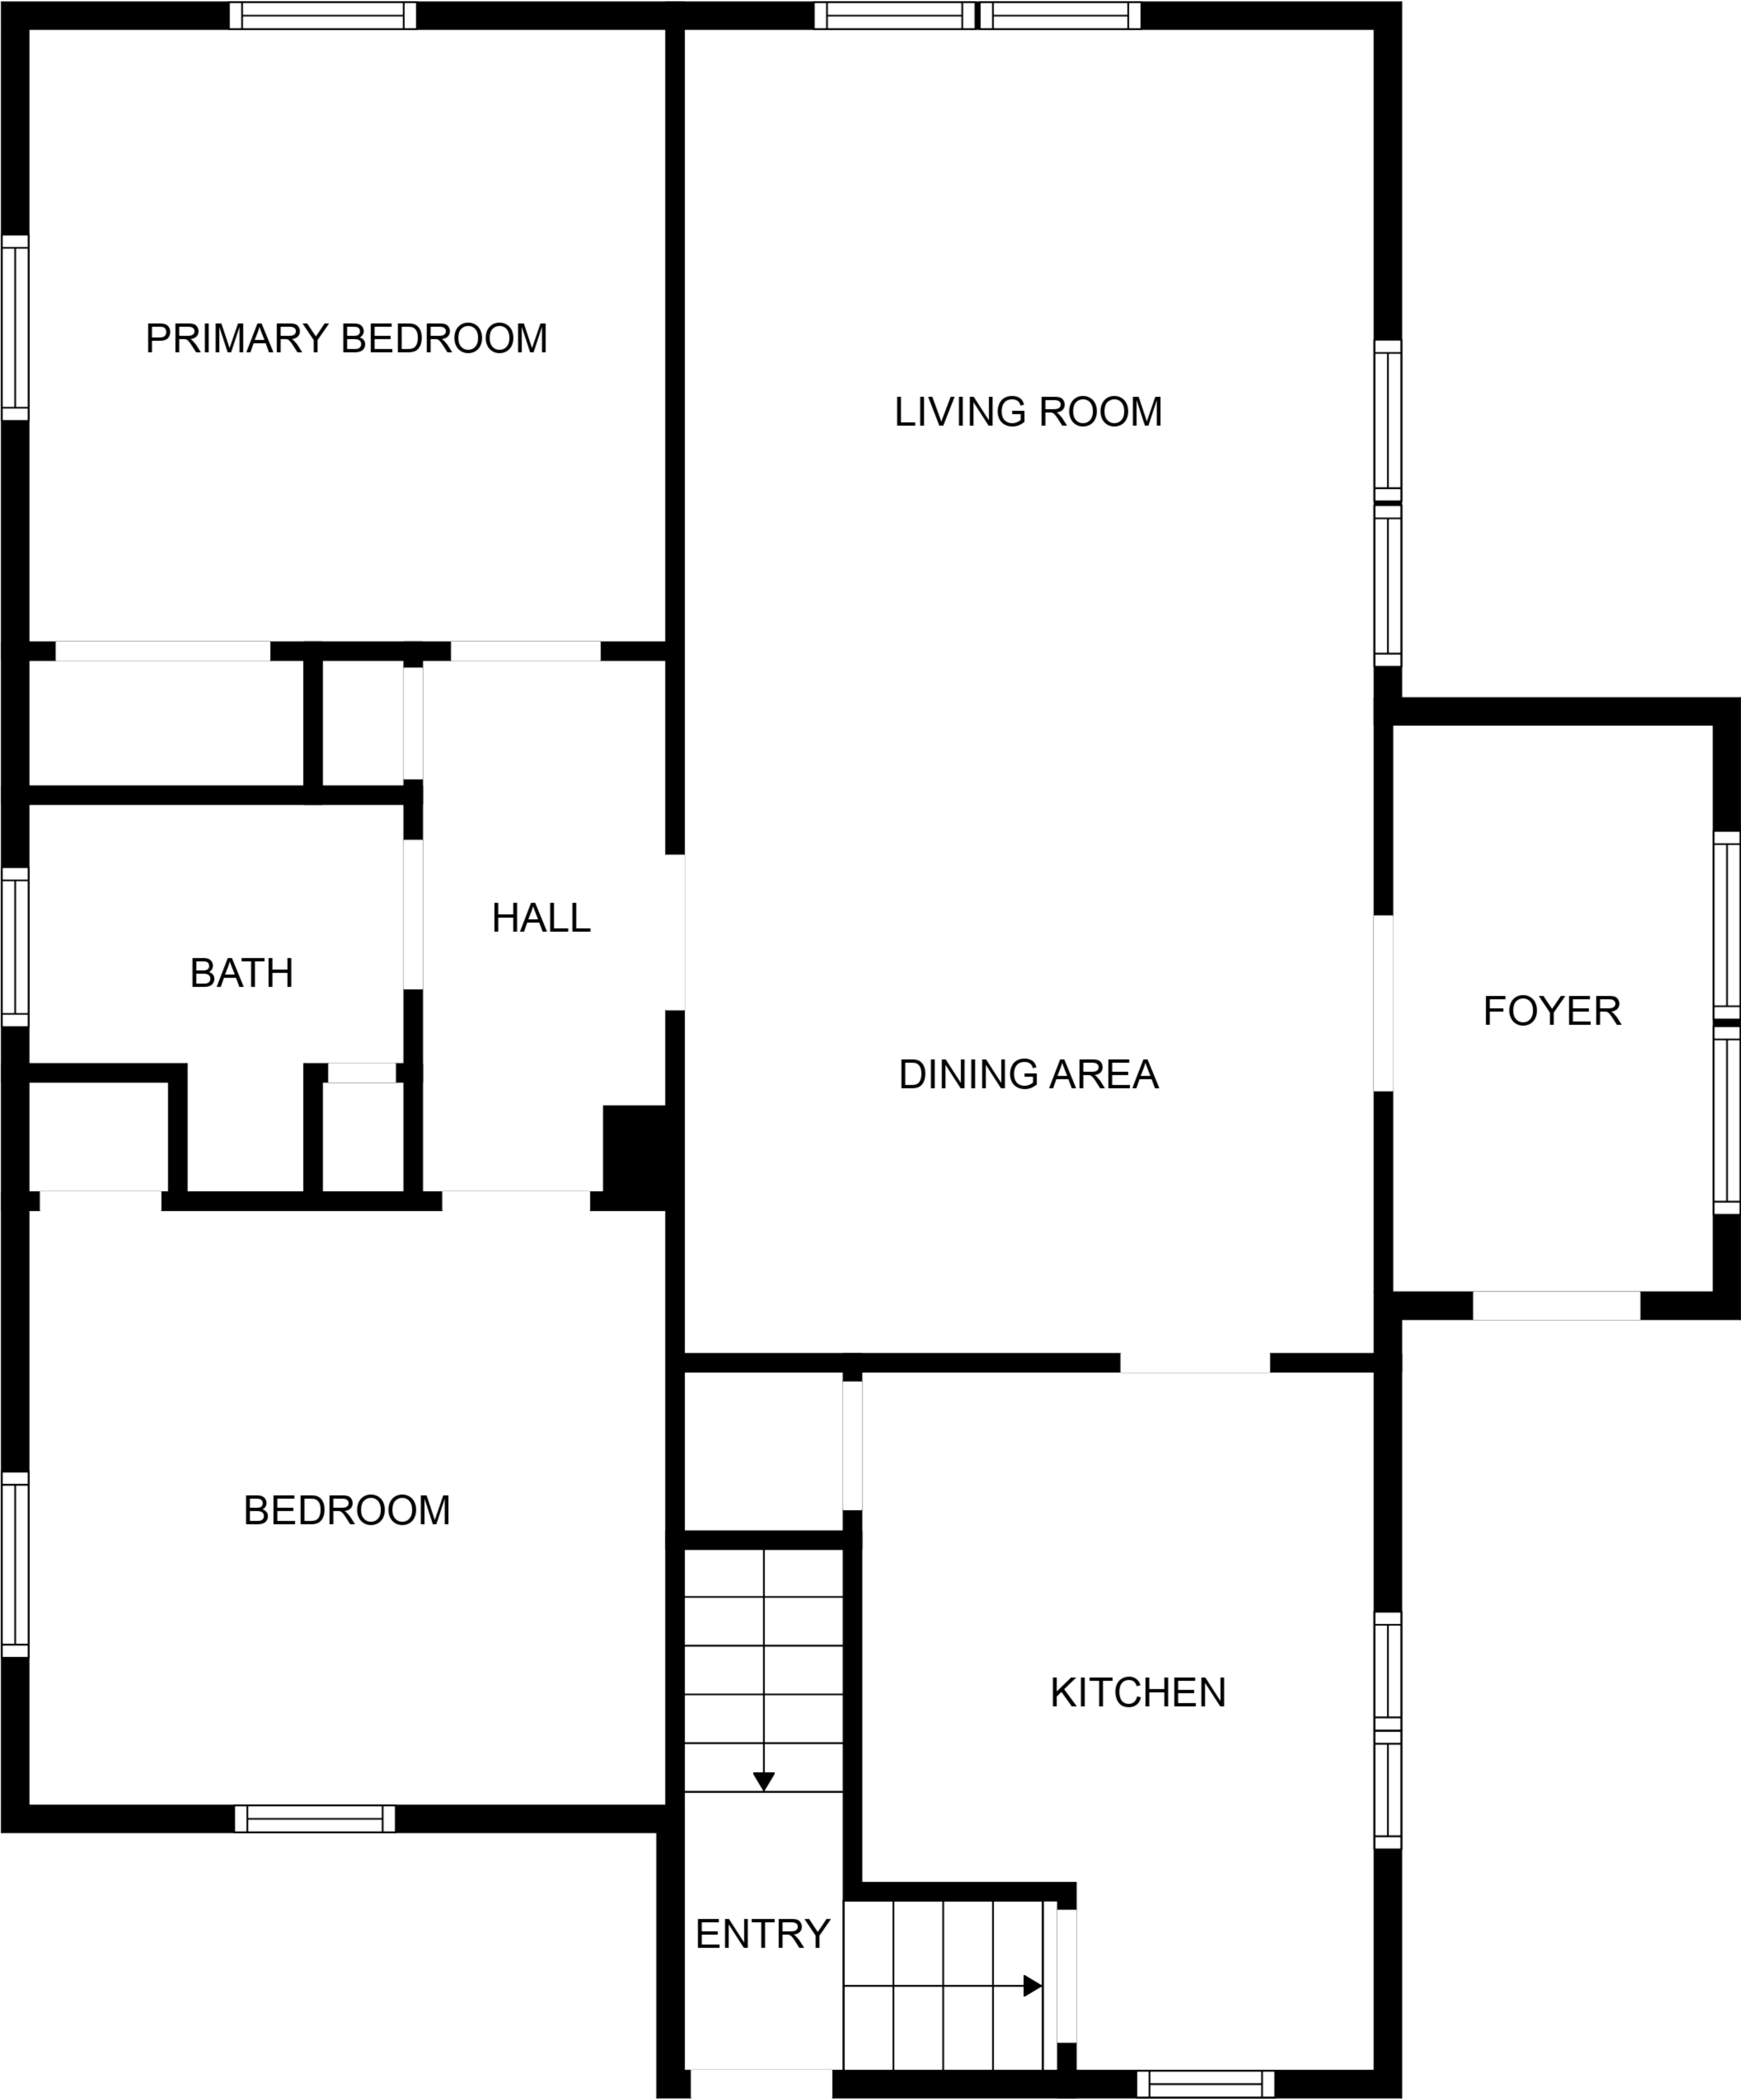 PRIMARY BEDROOM
LIVING ROOM
HALL
BATH
FOYER
DINING AREA
BEDROOM
KITCHEN
ENTRY